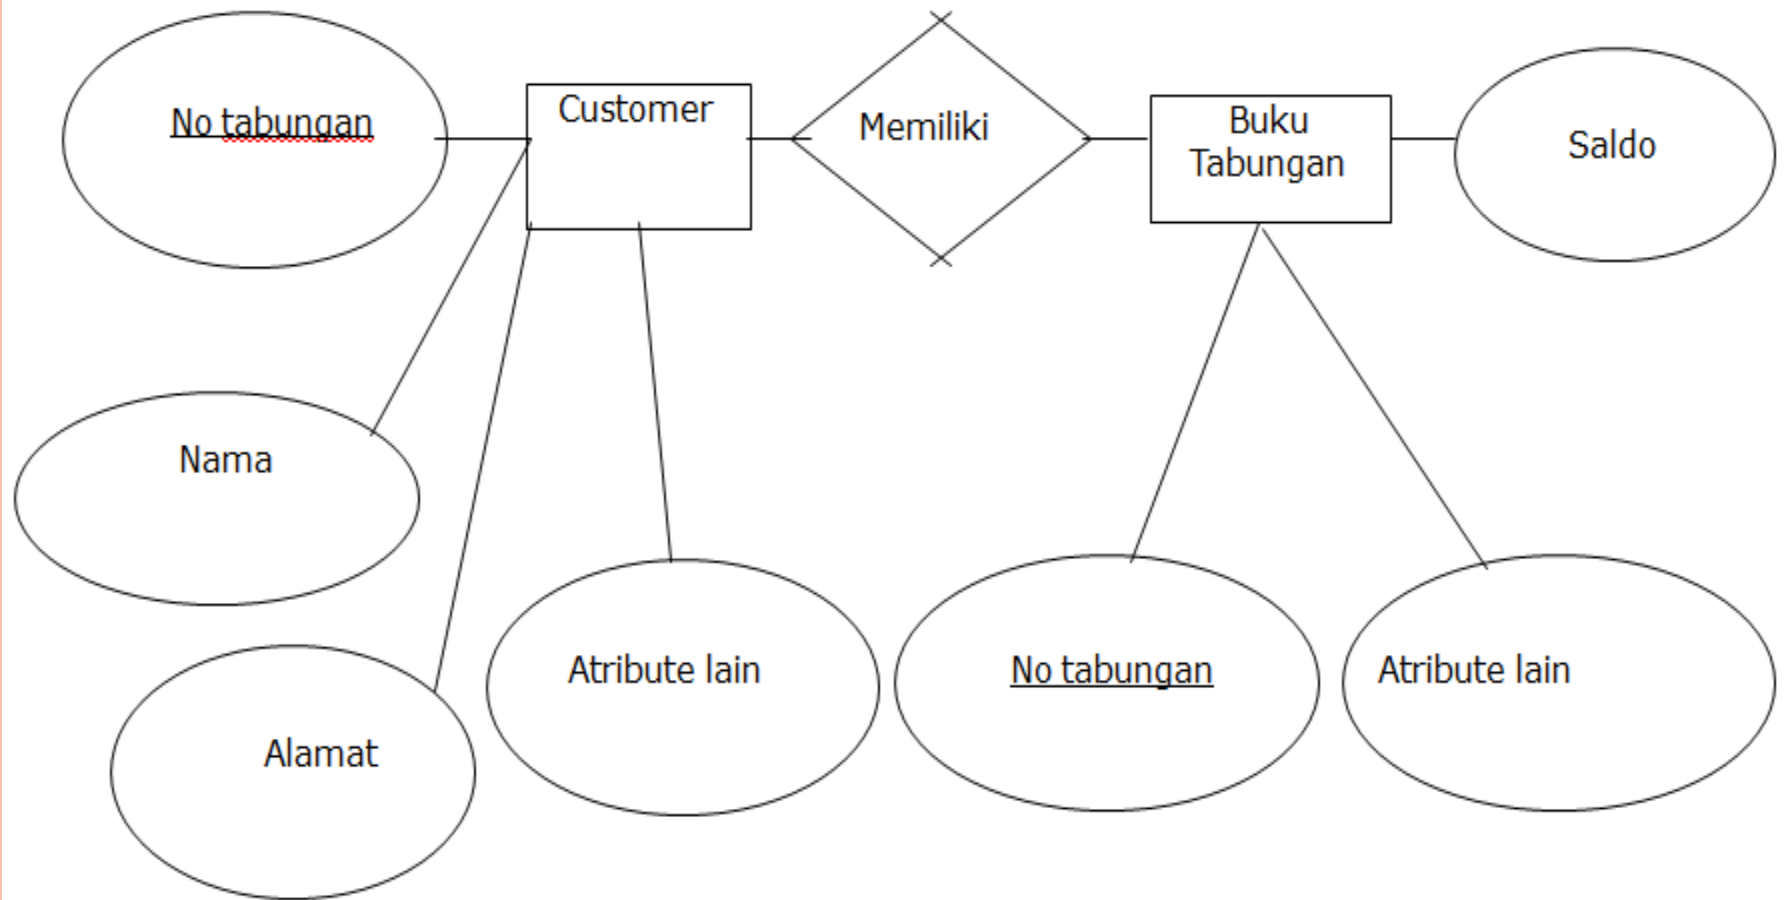 No tabungan
Customer
Memiliki
Buku
Tabungan
Saldo
Nama
Alamat
Atribute lain
No tabungan
Atribute lain